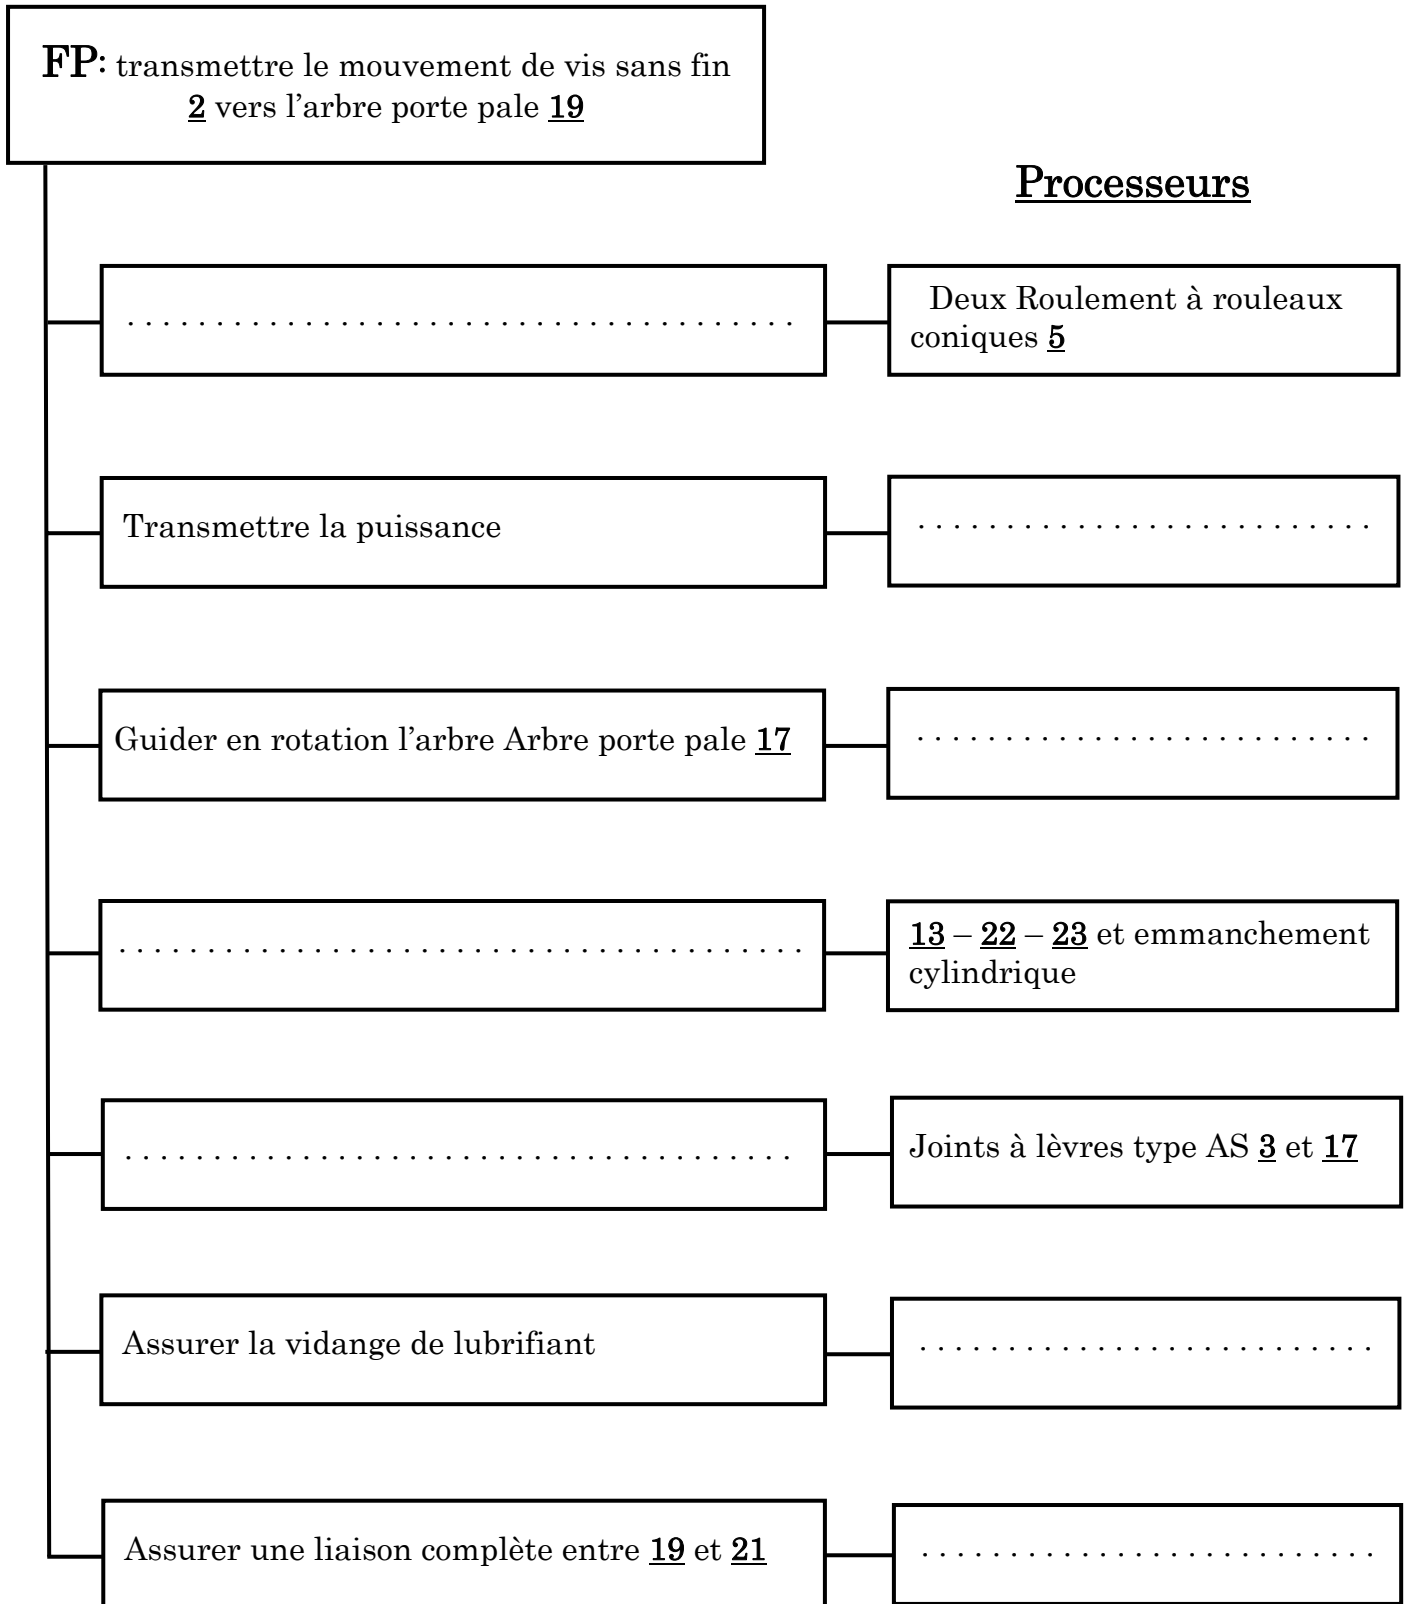 FP: transmettre le mouvement de vis sans fin
2 vers l'arbre porte pale 19
Processeurs
. . . . . . . . . . . . . . . . . . . . . . . . . . . . . . . . . . . . . .
Deux Roulement à rouleaux
coniques 5
Transmettre la puissance
. . . . . . . . . . . . . . . . . . . . . . . . . .
Guider en rotation l'arbre Arbre porte pale 17
. . . . . . . . . . . . . . . . . . . . . . . . . .
. . . . . . . . . . . . . . . . . . . . . . . . . . . . . . . . . . . . . . .
13 – 22 – 23 et emmanchement
cylindrique
. . . . . . . . . . . . . . . . . . . . . . . . . . . . . . . . . . . . . .
Joints à lèvres type AS 3 et 17
Assurer la vidange de lubrifiant
. . . . . . . . . . . . . . . . . . . . . . . . . .
Assurer une liaison complète entre 19 et 21
. . . . . . . . . . . . . . . . . . . . . . . . . .